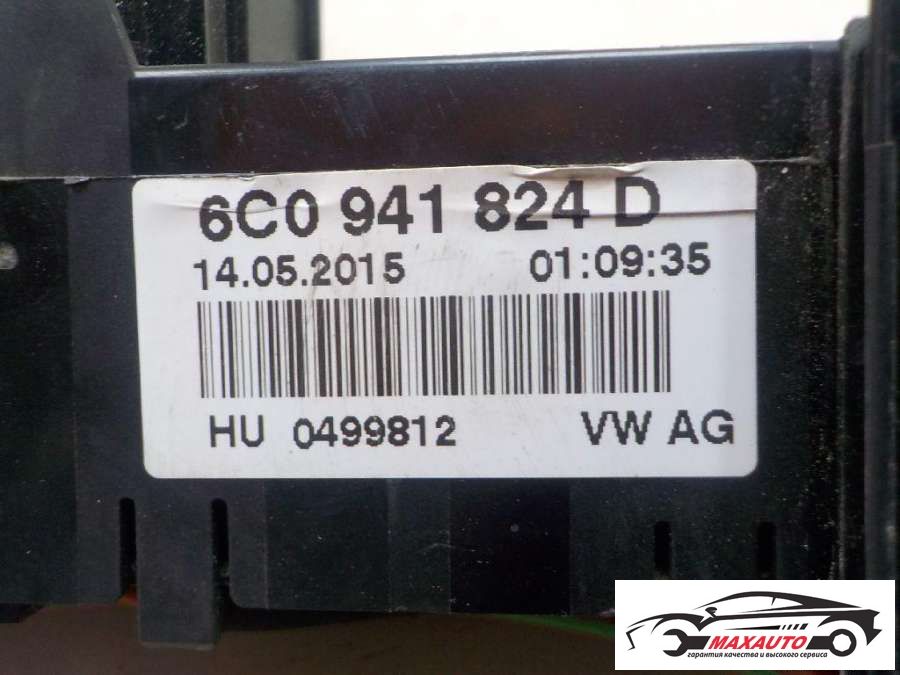 6C0 941 824 D
14.05.2015 01:09:35
HU 0499812 VW AG
MAXAUTO
гарантия качества и высокого сервиса